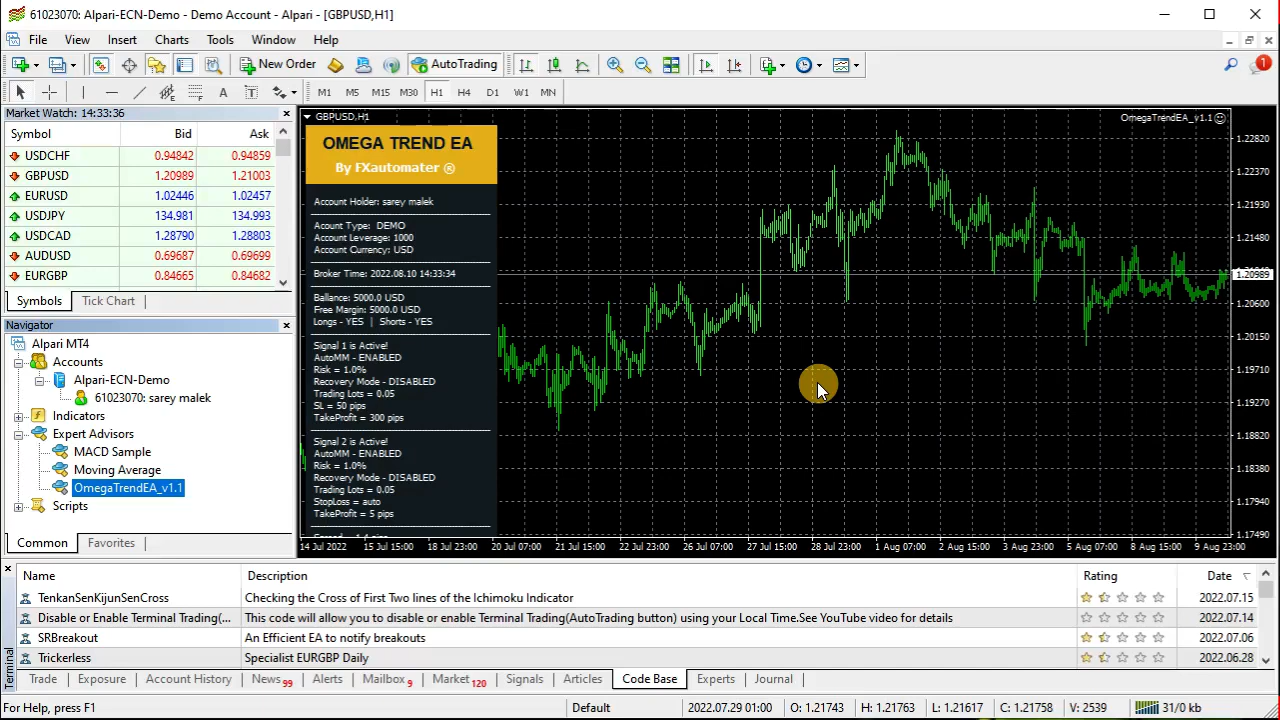 61023070: Alpari-ECN-Demo - Demo Account - Alpari - [GBPUSD,H1]
File View Insert Charts Tools Window Help
New Order AutoTrading 1
A T M1 M5 M15 M30 H1 H4 D1 W1 MN
Market Watch: 14:33:36
Symbol Bid Ask
USDCHF 0.94842 0.94859
GBPUSD 1.20989 1.21003
EURUSD 1.02446 1.02457
USDJPY 134.981 134.993
USDCAD 1.28790 1.28803
AUDUSD 0.69687 0.69699
EURGBP 0.84665 0.84682
Symbols Tick Chart
Navigator
Alpari MT4
Accounts
Alpari-ECN-Demo
61023070: sarey malek
Indicators
Expert Advisors
MACD Sample
Moving Average
OmegaTrendEA_v1.1
Scripts
Common Favorites
GBPUSD,H1
OmegaTrendEA_v1.1
OMEGA TREND EA
By FXautomater ®
Account Holder: sarey malek
Acount Type: DEMO
Account Leverage: 1000
Account Currency: USD
Broker Time: 2022.08.10 14:33:34
Ballance: 5000.0 USD
Free Margin: 5000.0 USD
Longs - YES | Shorts - YES
Signal 1 is Active!
AutoMM - ENABLED
Risk = 1.0%
Recovery Mode - DISABLED
Trading Lots = 0.05
SL = 50 pips
TakeProfit = 300 pips
Signal 2 is Active!
AutoMM - ENABLED
Risk = 1.0%
Recovery Mode - DISABLED
Trading Lots = 0.05
StopLoss = auto
TakeProfit = 5 pips
1.22820
1.22370
1.21930
1.21480
1.20989
1.20600
1.20150
1.19710
1.19270
1.18820
1.18380
1.17940
1.17490
14 Jul 2022 15 Jul 15:00 18 Jul 23:00 20 Jul 07:00 21 Jul 15:00 22 Jul 23:00 26 Jul 07:00 27 Jul 15:00 28 Jul 23:00 1 Aug 07:00 2 Aug 15:00 3 Aug 23:00 5 Aug 07:00 8 Aug 15:00 9 Aug 23:00
Name Description Rating Date
TenkanSenKijunSenCross Checking the Cross of First Two lines of the Ichimoku Indicator 2022.07.15
Disable or Enable Terminal Trading(... This code will allow you to disable or enable Terminal Trading(AutoTrading button) using your Local Time.See YouTube video for details 2022.07.14
SRBreakout An Efficient EA to notify breakouts 2022.07.06
Trickerless Specialist EURGBP Daily 2022.06.28
Terminal
Trade Exposure Account History News 99 Alerts Mailbox 9 Market 120 Signals Articles Code Base Experts Journal
For Help, press F1 Default 2022.07.29 01:00 O: 1.21743 H: 1.21763 L: 1.21617 C: 1.21758 V: 2539 31/0 kb